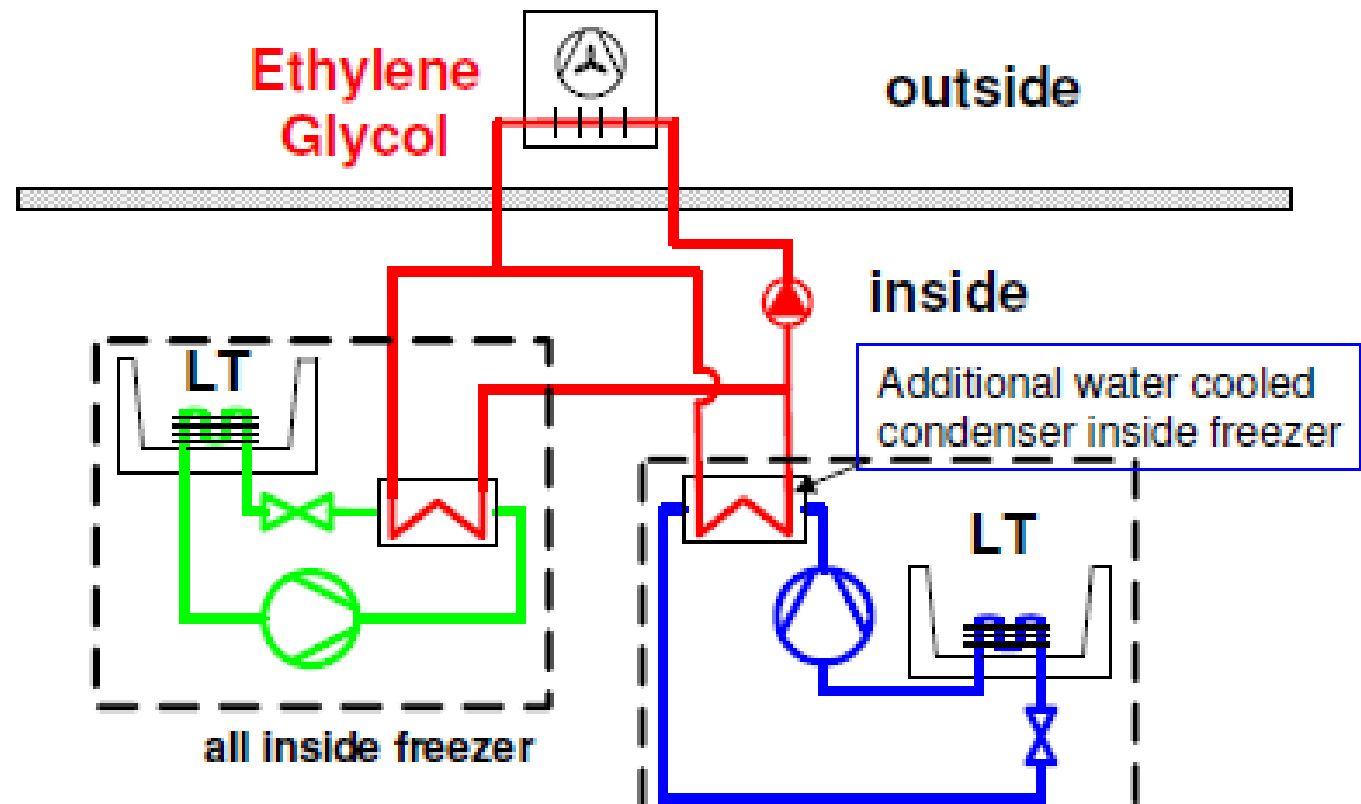 Ethylene
Glycol
outside
inside
LT
Additional water cooled
condenser inside freezer
LT
all inside freezer